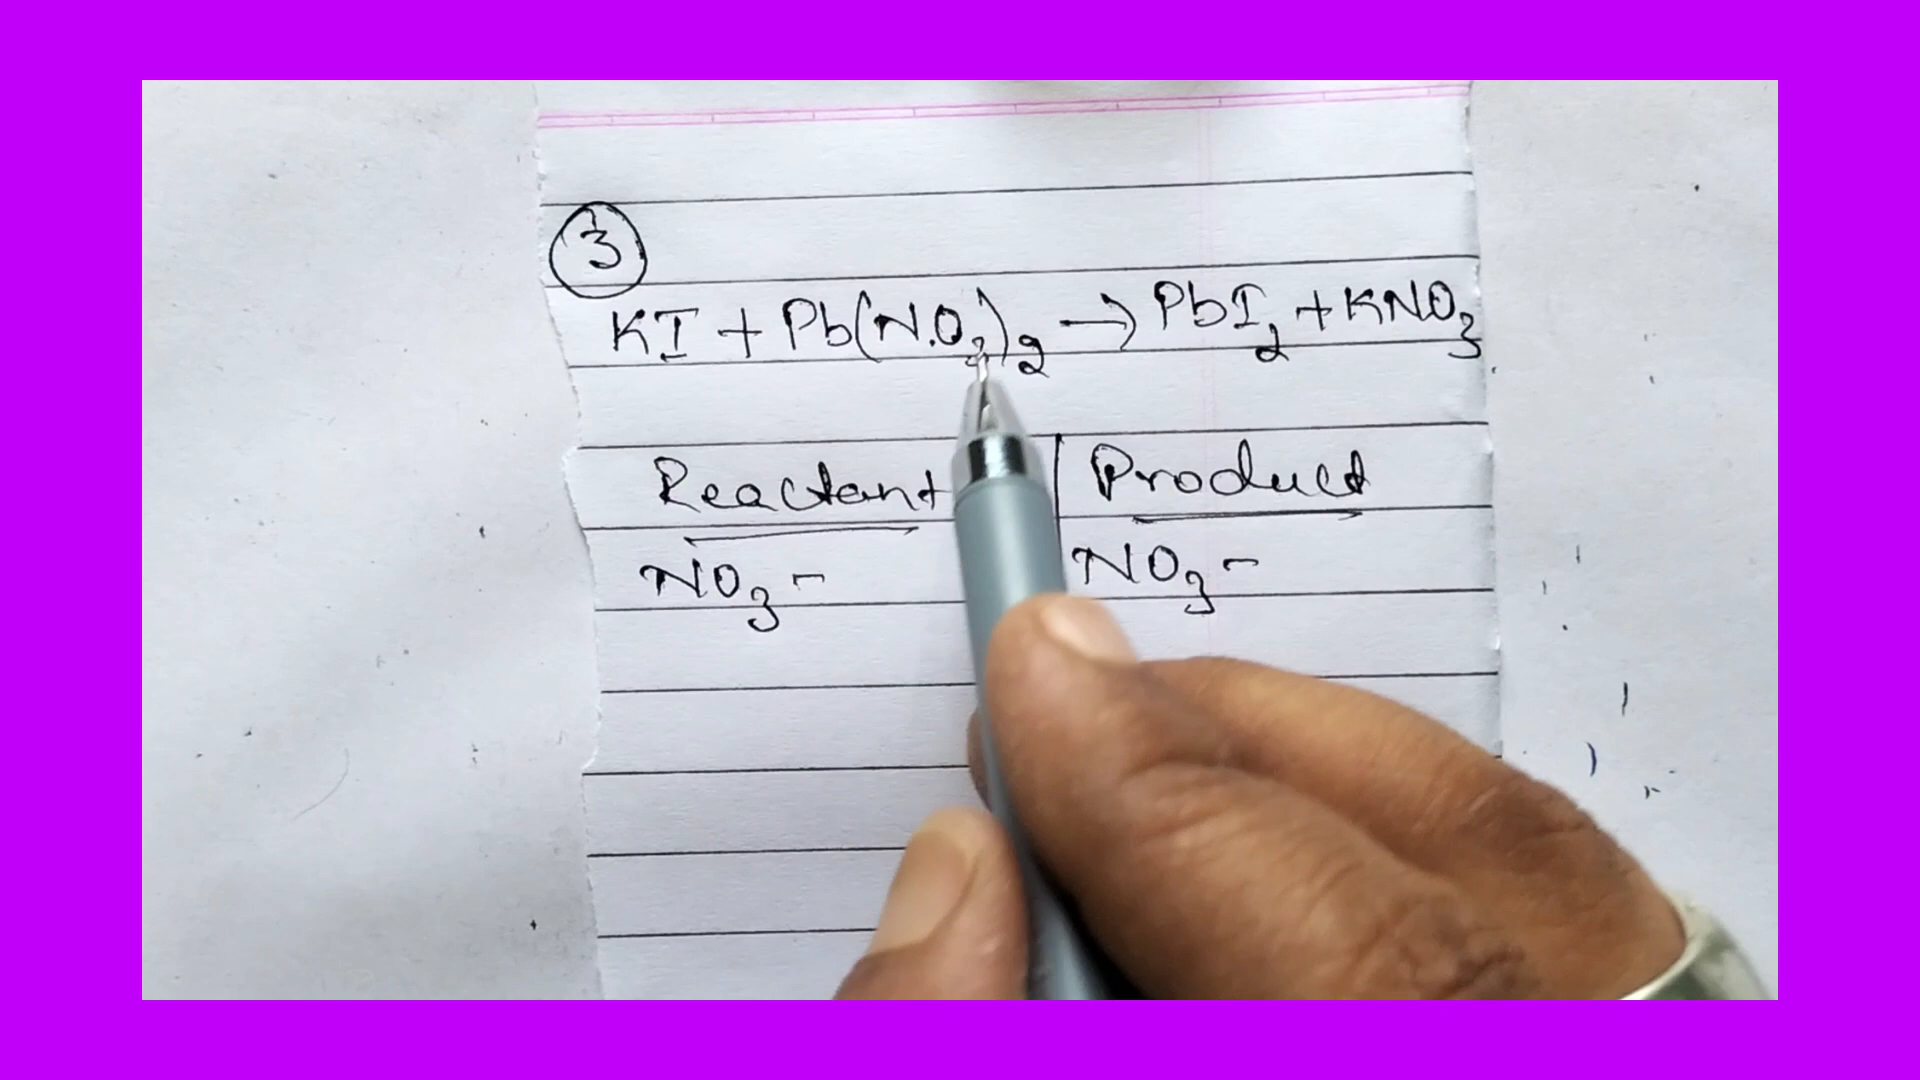 3
KI + Pb(NO3)2 → PbI2 + KNO3
Reactant Product
NO3 - NO3 -